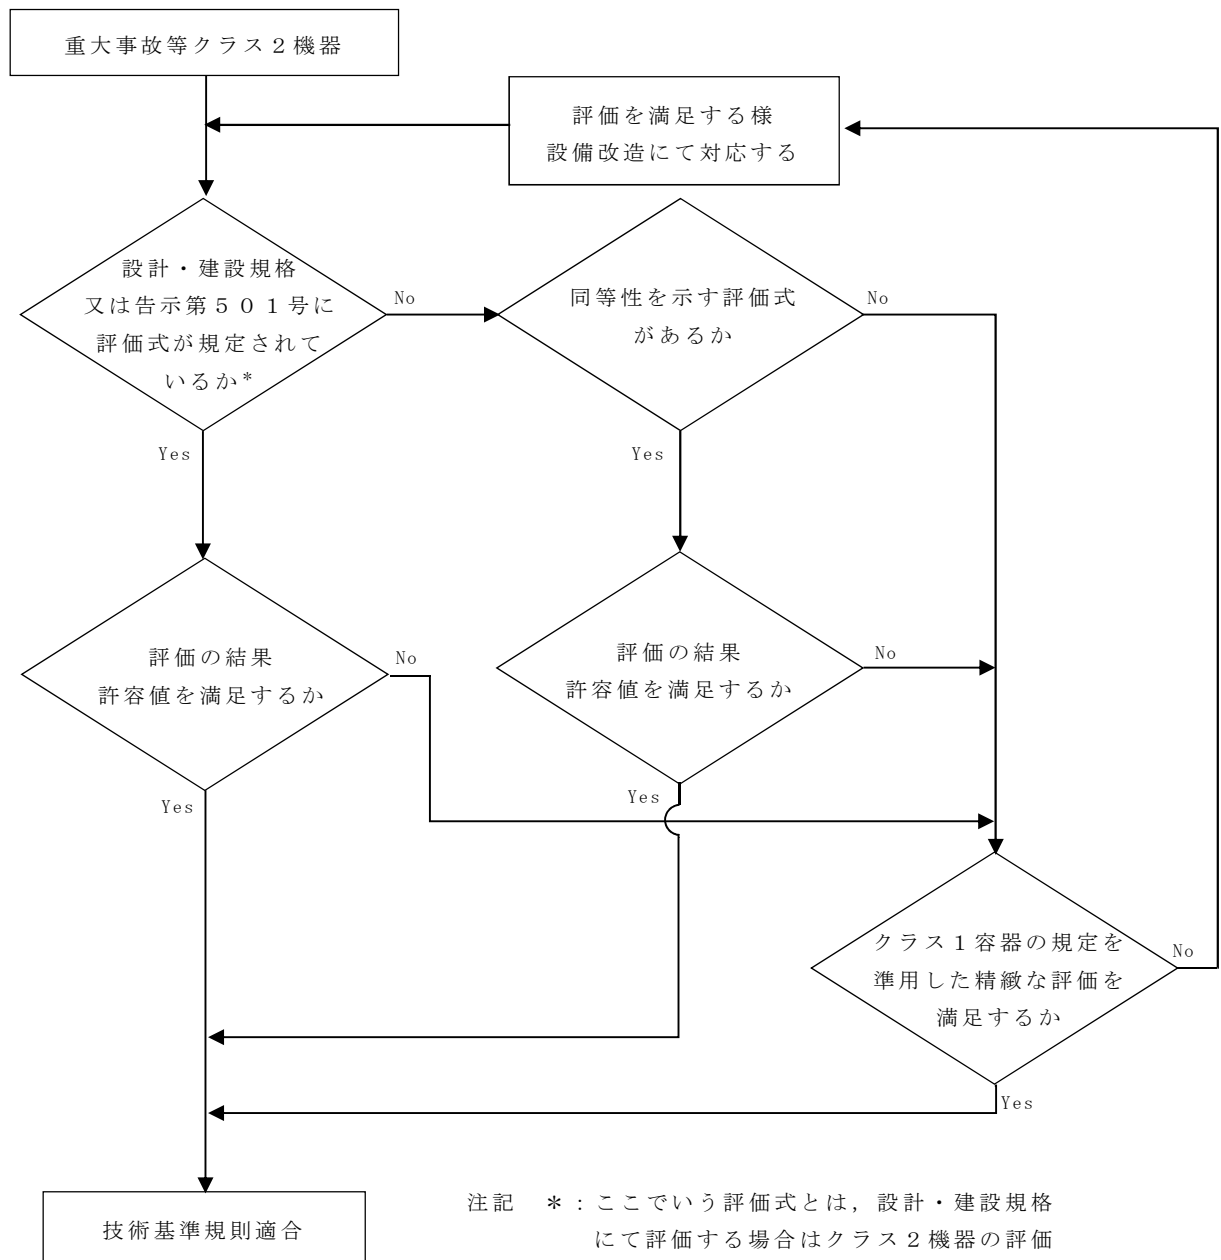 重大事故等クラス２機器
評価を満足する様
設備改造にて対応する
設計・建設規格
又は告示第５０１号に
評価式が規定されて
いるか*
No
同等性を示す評価式
があるか
No
Yes
Yes
評価の結果
許容値を満足するか
No
評価の結果
許容値を満足するか
No
Yes
Yes
クラス１容器の規定を
準用した精緻な評価を
満足するか
No
Yes
技術基準規則適合
注記　＊：ここでいう評価式とは，設計・建設規格
にて評価する場合はクラス２機器の評価